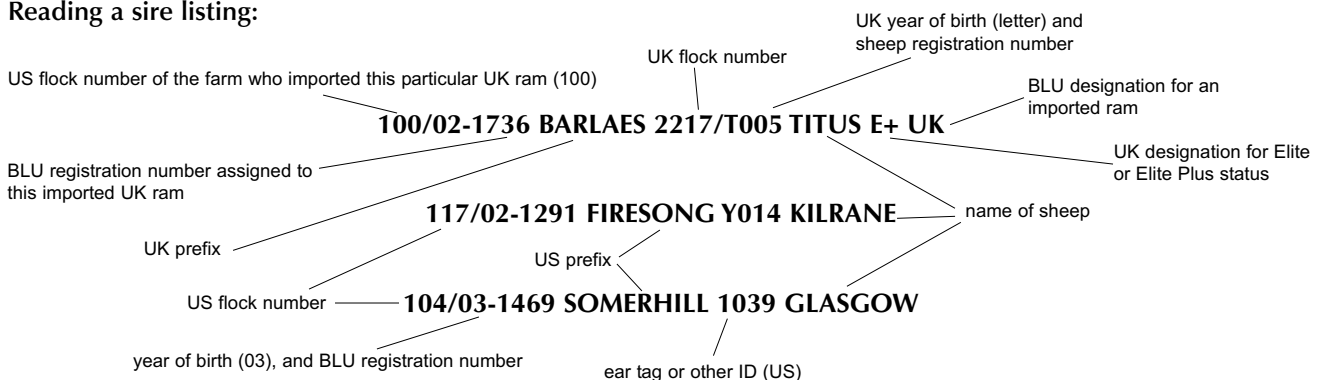 Reading a sire listing:
UK year of birth (letter) and
sheep registration number
UK flock number
US flock number of the farm who imported this particular UK ram (100)
BLU designation for an
imported ram
100/02-1736 BARLAES 2217/T005 TITUS E+ UK
BLU registration number assigned to
this imported UK ram
UK designation for Elite
or Elite Plus status
117/02-1291 FIRESONG Y014 KILRANE
name of sheep
UK prefix
US prefix
US flock number
104/03-1469 SOMERHILL 1039 GLASGOW
year of birth (03), and BLU registration number
ear tag or other ID (US)